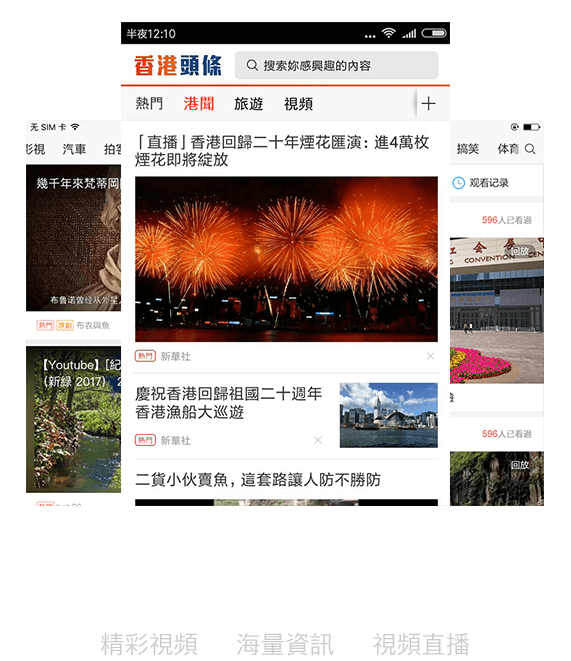 半夜12:10
香港頭條
搜索妳感興趣的內容
熱門 港聞 旅遊 視頻
「直播」香港回歸二十年煙花匯演：進4萬枚
煙花即將綻放
熱門 新華社
慶祝香港回歸祖國二十週年
香港漁船大巡遊
熱門 新華社
二貨小伙賣魚，這套路讓人防不勝防
无 SIM 卡
影視 汽車 拍客
幾千年來梵蒂岡
布鲁诺曾经从外星
熱門 原創 布衣與魚
【Youtube】[紀
（新綠 2017） 2
搞笑 体育
观看记录
596人已看過
回放
CONVENTION
596人已看過
回放
精彩視頻 海量資訊 視頻直播